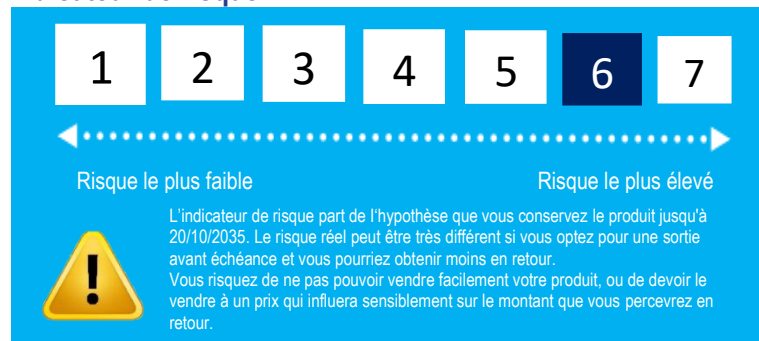 1 2 3 4 5 6 7
Risque le plus faible Risque le plus élevé
L'indicateur de risque part de l'hypothèse que vous conservez le produit jusqu'à
20/10/2035. Le risque réel peut être très différent si vous optez pour une sortie
avant échéance et vous pourriez obtenir moins en retour.
Vous risquez de ne pas pouvoir vendre facilement votre produit, ou de devoir le
vendre à un prix qui influera sensiblement sur le montant que vous percevrez en
retour.